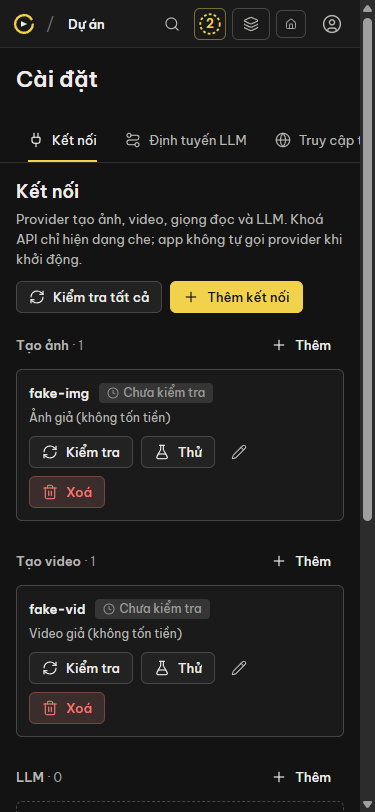 / Dự án 2
Cài đặt
Kết nối Định tuyến LLM Truy cập
Kết nối
Provider tạo ảnh, video, giọng đọc và LLM. Khoá
API chỉ hiện dạng che; app không tự gọi provider khi
khởi động.
Kiểm tra tất cả Thêm kết nối
Tạo ảnh · 1 Thêm
fake-img Chưa kiểm tra
Ảnh giả (không tốn tiền)
Kiểm tra Thử
Xoá
Tạo video · 1 Thêm
fake-vid Chưa kiểm tra
Video giả (không tốn tiền)
Kiểm tra Thử
Xoá
LLM · 0 Thêm